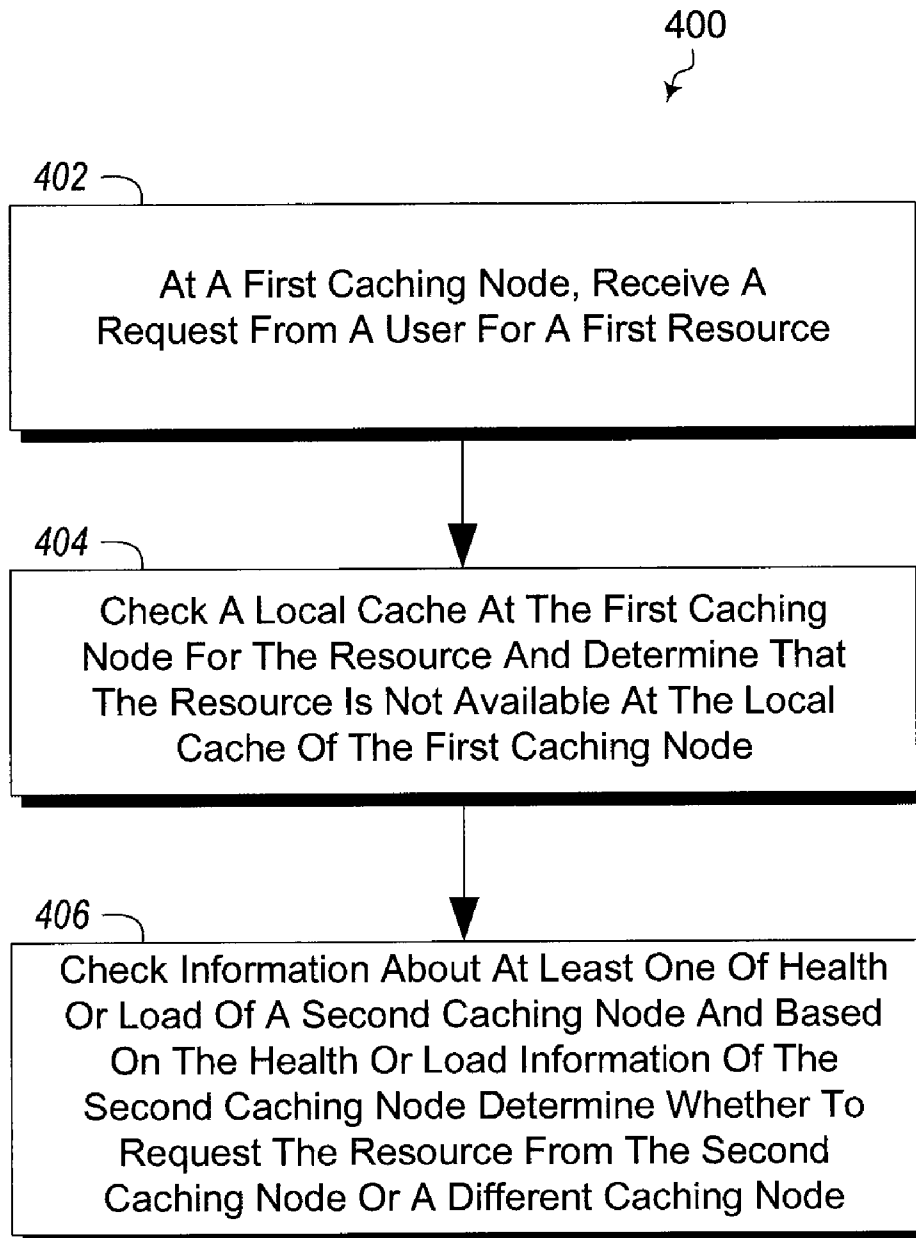 400
402
At A First Caching Node, Receive A
Request From A User For A First Resource
404
Check A Local Cache At The First Caching
Node For The Resource And Determine That
The Resource Is Not Available At The Local
Cache Of The First Caching Node
406
Check Information About At Least One Of Health
Or Load Of A Second Caching Node And Based
On The Health Or Load Information Of The
Second Caching Node Determine Whether To
Request The Resource From The Second
Caching Node Or A Different Caching Node